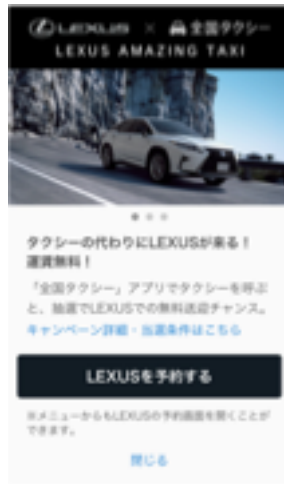 LEXUS × 全国タクシー
LEXUS AMAZING TAXI
タクシーの代わりにLEXUSが来る！
運賃無料！
「全国タクシー」アプリでタクシーを呼ぶ
と、抽選でLEXUSでの無料送迎チャンス。
キャンペーン詳細・当選条件はこちら
LEXUSを予約する
※メニューからもLEXUSの予約画面を開くことが
できます。
閉じる